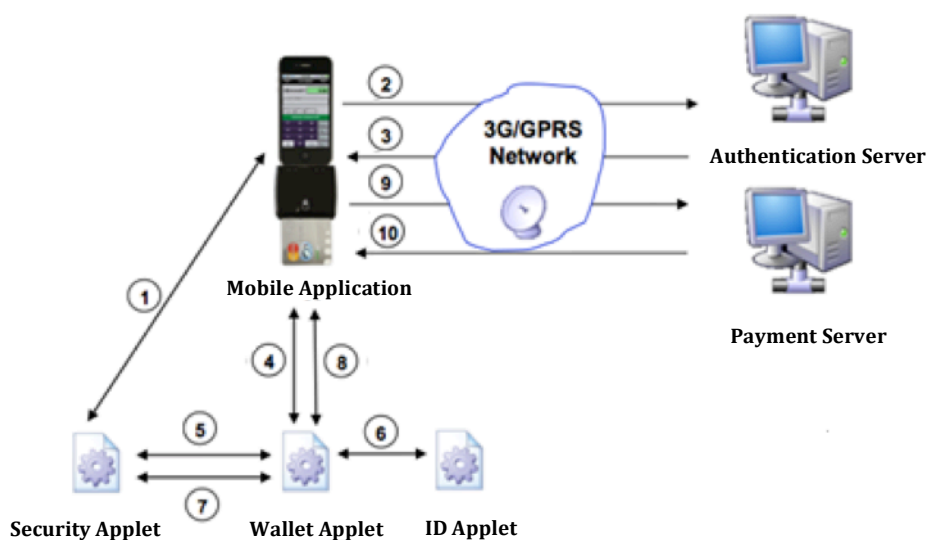 2
3G/GPRS
Network
3
Authentication Server
9
10
Mobile Application
1
Payment Server
4
8
5
6
7
Security Applet
Wallet Applet
ID Applet